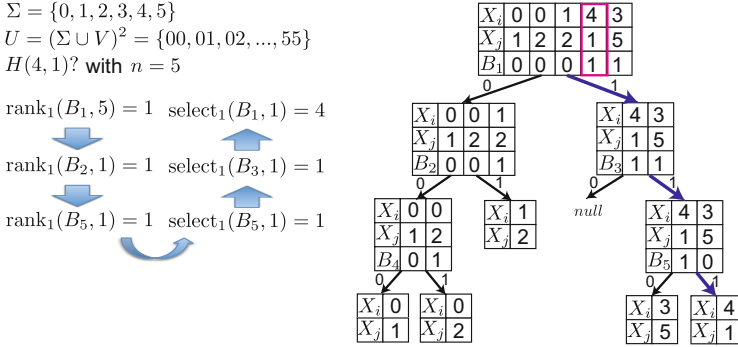 Σ = {0, 1, 2, 3, 4, 5}
U = (Σ ∪ V)² = {00, 01, 02, ..., 55}
H(4, 1)? with n = 5
rank₁(B₁, 5) = 1 select₁(B₁, 1) = 4
rank₁(B₂, 1) = 1 select₁(B₃, 1) = 1
rank₁(B₅, 1) = 1 select₁(B₅, 1) = 1
Xᵢ 0 0 1 4 3
Xⱼ 1 2 2 1 5
B₁ 0 0 0 1 1
0 1
Xᵢ 0 0 1
Xⱼ 1 2 2
B₂ 0 0 1
0 1
Xᵢ 4 3
Xⱼ 1 5
B₃ 1 1
0 1
null
Xᵢ 0 0
Xⱼ 1 2
B₄ 0 1
0 1
Xᵢ 1
Xⱼ 2
Xᵢ 4 3
Xⱼ 1 5
B₅ 1 0
0 1
Xᵢ 0
Xⱼ 1
Xᵢ 0
Xⱼ 2
Xᵢ 3
Xⱼ 5
Xᵢ 4
Xⱼ 1